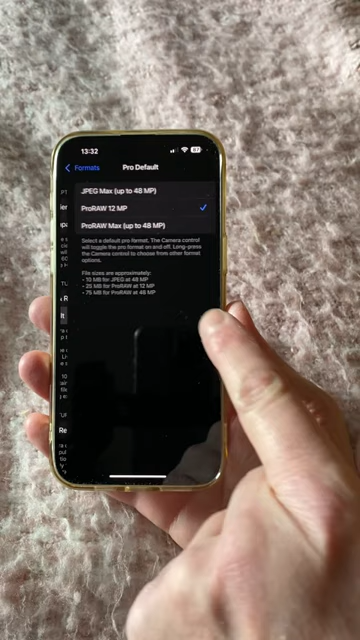 13:32
87
Formats
Pro Default
JPEG Max (up to 48 MP)
ProRAW 12 MP
ProRAW Max (up to 48 MP)
Select a default pro format. The Camera control
will toggle the pro format on and off. Long-press
the Camera control to choose from other format
options.
File sizes are approximately:
• 10 MB for JPEG at 48 MP
• 25 MB for ProRAW at 12 MP
• 75 MB for ProRAW at 48 MP